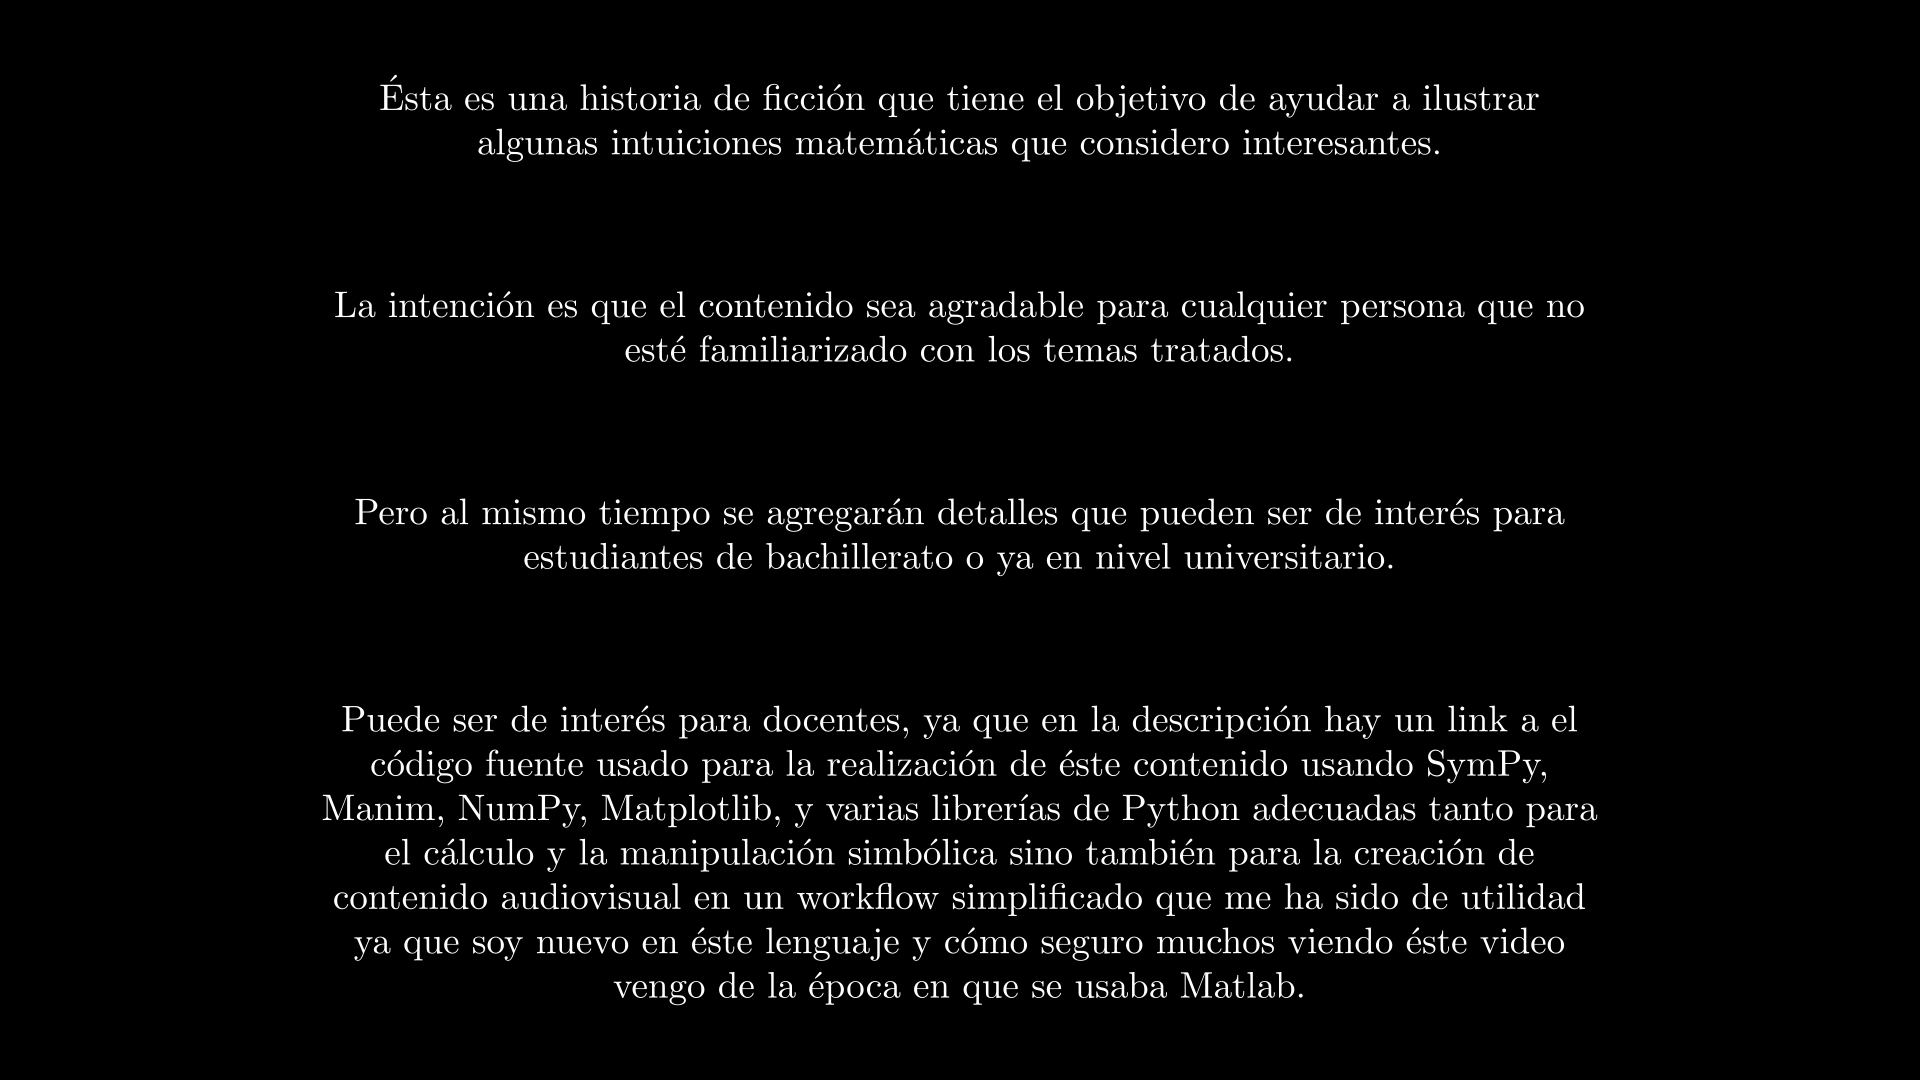 Ésta es una historia de ficción que tiene el objetivo de ayudar a ilustrar
algunas intuiciones matemáticas que considero interesantes.
La intención es que el contenido sea agradable para cualquier persona que no
esté familiarizado con los temas tratados.
Pero al mismo tiempo se agregarán detalles que pueden ser de interés para
estudiantes de bachillerato o ya en nivel universitario.
Puede ser de interés para docentes, ya que en la descripción hay un link a el
código fuente usado para la realización de éste contenido usando SymPy,
Manim, NumPy, Matplotlib, y varias librerías de Python adecuadas tanto para
el cálculo y la manipulación simbólica sino también para la creación de
contenido audiovisual en un workflow simplificado que me ha sido de utilidad
ya que soy nuevo en éste lenguaje y cómo seguro muchos viendo éste video
vengo de la época en que se usaba Matlab.